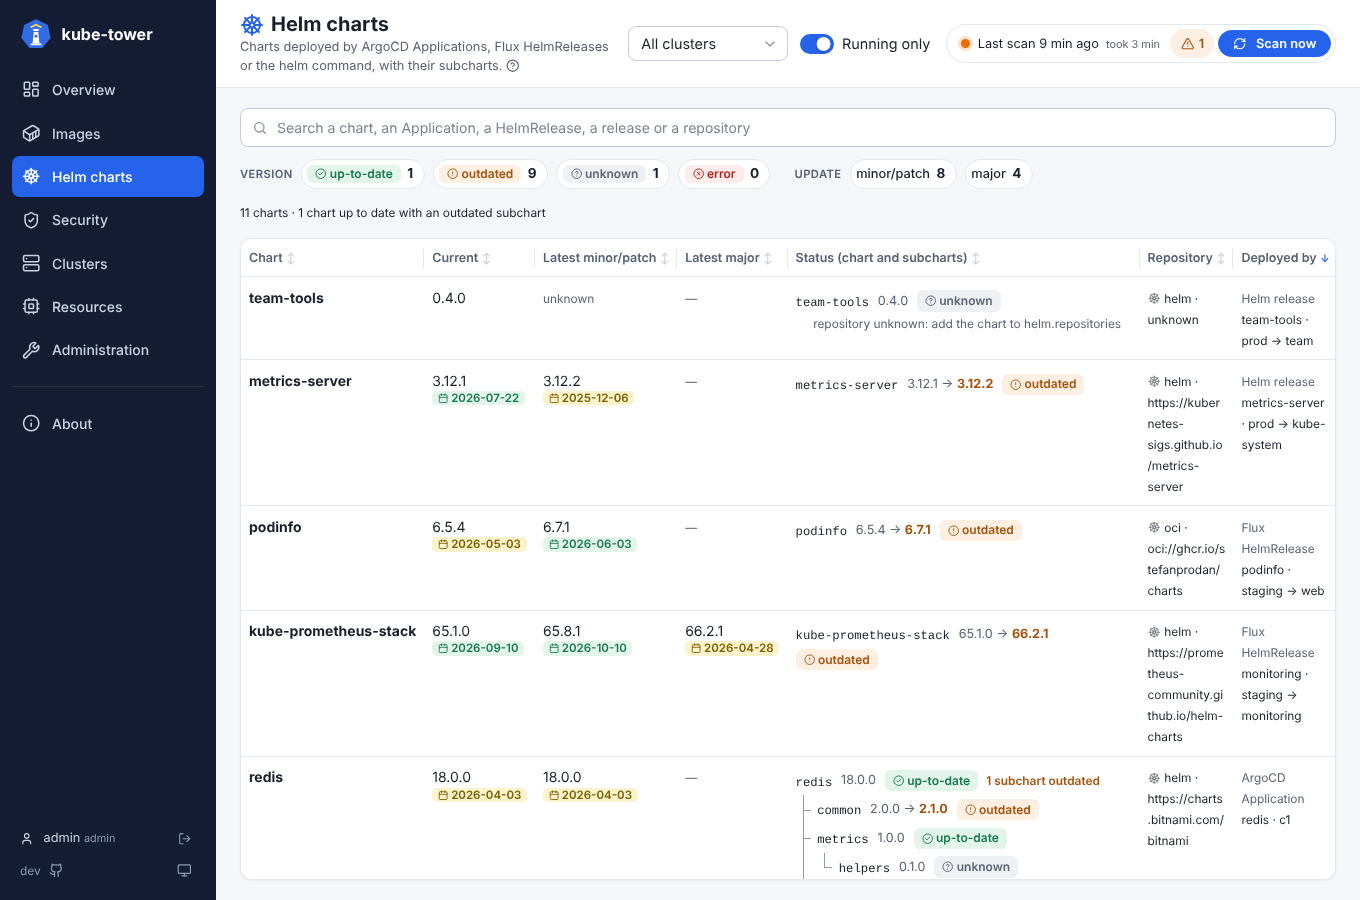 kube-tower
Overview
Images
Helm charts
Security
Clusters
Resources
Administration
About
admin admin
dev
Helm charts
Charts deployed by ArgoCD Applications, Flux HelmReleases
or the helm command, with their subcharts.
All clusters
Running only
Last scan 9 min ago took 3 min
1
Scan now
Search a chart, an Application, a HelmRelease, a release or a repository
VERSION up-to-date 1 outdated 9 unknown 1 error 0 UPDATE minor/patch 8 major 4
11 charts · 1 chart up to date with an outdated subchart
Chart Current Latest minor/patch Latest major Status (chart and subcharts) Repository Deployed by
team-tools
0.4.0
unknown
—
team-tools 0.4.0 unknown
repository unknown: add the chart to helm.repositories
helm ·
unknown
Helm release
team-tools ·
prod → team
metrics-server
3.12.1
2026-07-22
3.12.2
2025-12-06
—
metrics-server 3.12.1 → 3.12.2 outdated
helm ·
https://kuber
netes-
sigs.github.io
/metrics-
server
Helm release
metrics-server
· prod → kube-
system
podinfo
6.5.4
2026-05-03
6.7.1
2026-06-03
—
podinfo 6.5.4 → 6.7.1 outdated
oci ·
oci://ghcr.io/s
tefanprodan/
charts
Flux
HelmRelease
podinfo ·
staging → web
kube-prometheus-stack
65.1.0
2026-09-10
65.8.1
2026-10-10
66.2.1
2026-04-28
kube-prometheus-stack 65.1.0 → 66.2.1
outdated
helm ·
https://prome
theus-
community.gi
thub.io/helm-
charts
Flux
HelmRelease
monitoring ·
staging →
monitoring
redis
18.0.0
2026-04-03
18.0.0
2026-04-03
—
redis 18.0.0 up-to-date 1 subchart outdated
common 2.0.0 → 2.1.0 outdated
metrics 1.0.0 up-to-date
helpers 0.1.0 unknown
helm ·
https://charts
.bitnami.com/
bitnami
ArgoCD
Application
redis · c1